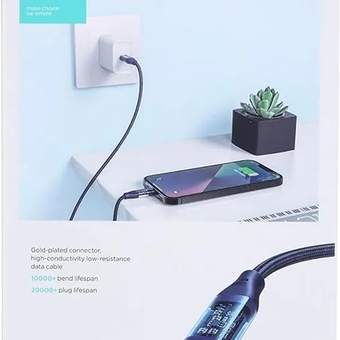 Gold-plated connector,
high-conductivity low-resistance
data cable
10000+ bend lifespan
20000+ plug lifespan